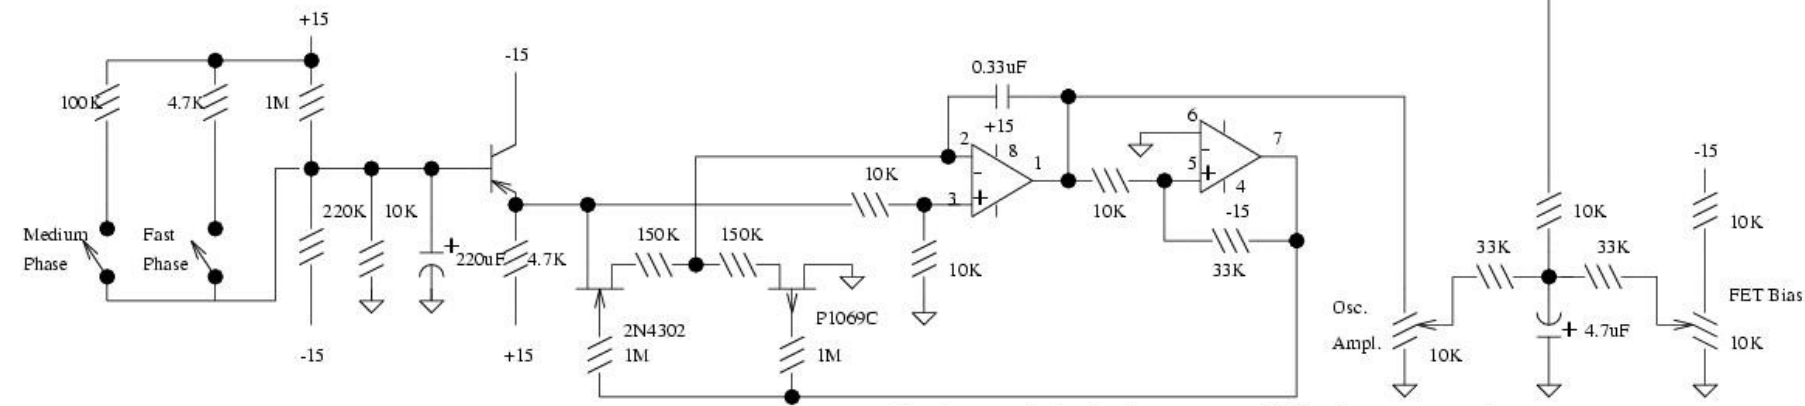 +15
-15
0.33uF
100K
4.7K
1M
+15
8
2
-
1
3
+
6
-
7
5
+
4
-15
-15
10K
10K
220K
10K
10K
10K
Medium
Phase
Fast
Phase
150K
150K
33K
33K
33K
+
220uF
4.7K
10K
FET Bias
Osc.
Ampl.
P1069C
2N4302
+
4.7uF
10K
10K
1M
1M
-15
+15